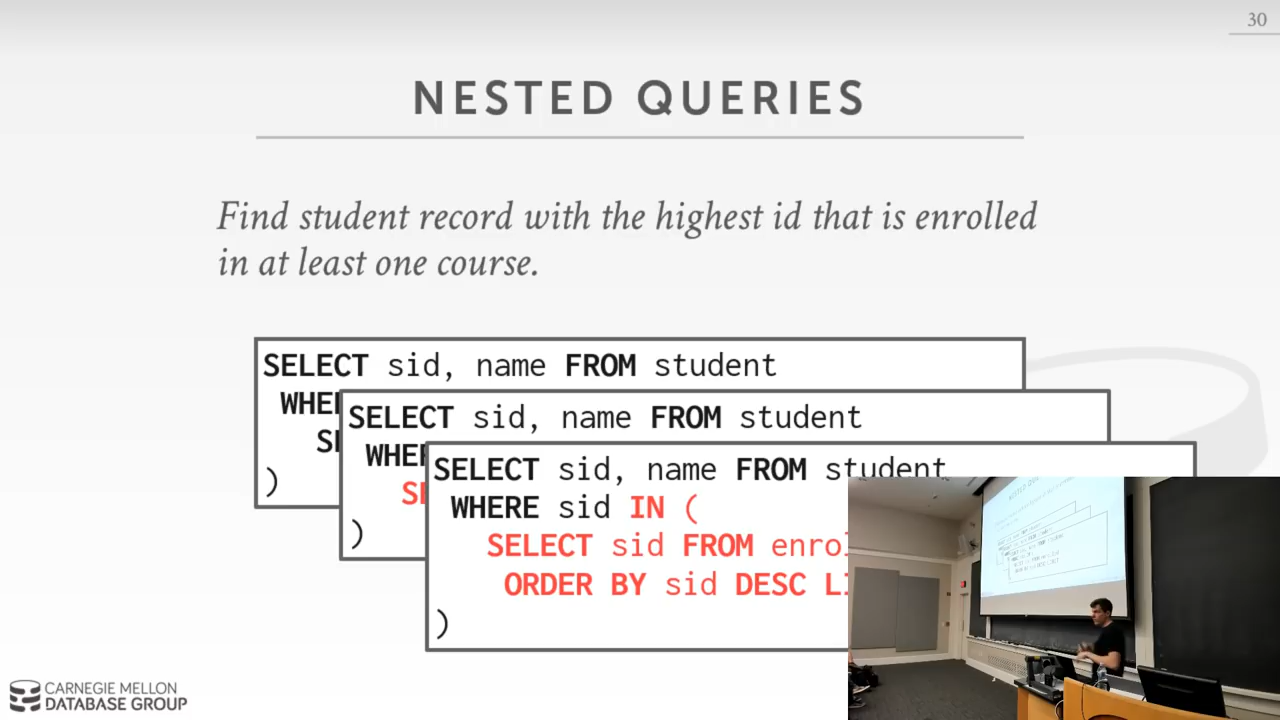 30
NESTED QUERIES
Find student record with the highest id that is enrolled
in at least one course.
SELECT sid, name FROM student
)
SELECT sid, name FROM student
)
SELECT sid, name FROM student
WHERE sid IN (
SELECT sid FROM
ORDER BY sid DESC
)
CARNEGIE MELLON
DATABASE GROUP